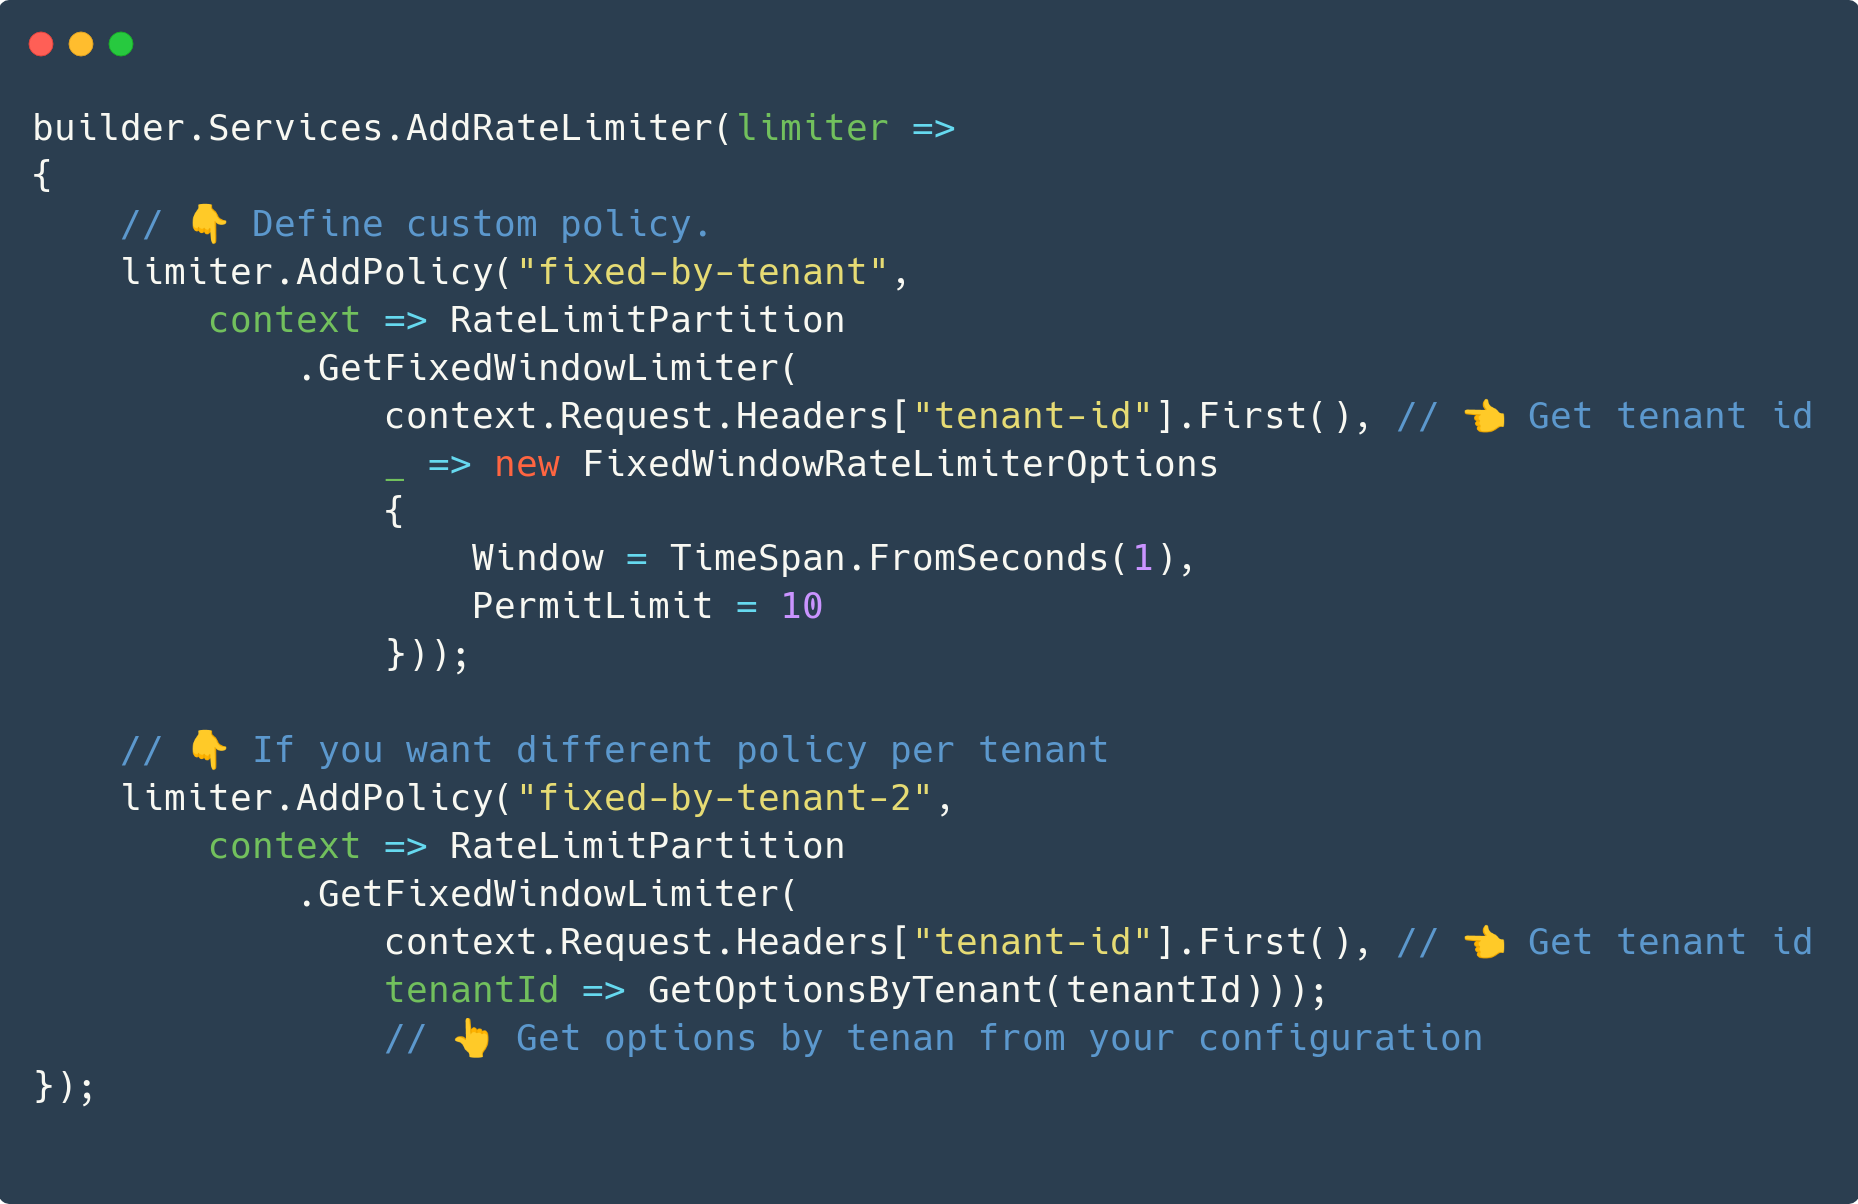 builder.Services.AddRateLimiter(limiter =>
{
    // 👇 Define custom policy.
    limiter.AddPolicy("fixed-by-tenant",
        context => RateLimitPartition
            .GetFixedWindowLimiter(
                context.Request.Headers["tenant-id"].First(), // 👈 Get tenant id
                _ => new FixedWindowRateLimiterOptions
                {
                    Window = TimeSpan.FromSeconds(1),
                    PermitLimit = 10
                }));

    // 👇 If you want different policy per tenant
    limiter.AddPolicy("fixed-by-tenant-2",
        context => RateLimitPartition
            .GetFixedWindowLimiter(
                context.Request.Headers["tenant-id"].First(), // 👈 Get tenant id
                tenantId => GetOptionsByTenant(tenantId)));
                // 👆 Get options by tenan from your configuration
});